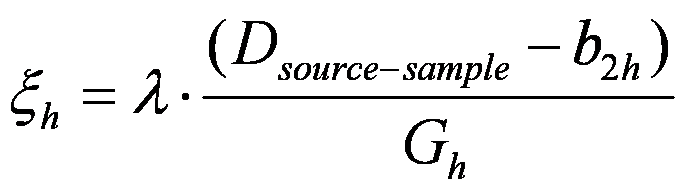 ξ_h = λ · (D_source−sample − b_2h) / G_h